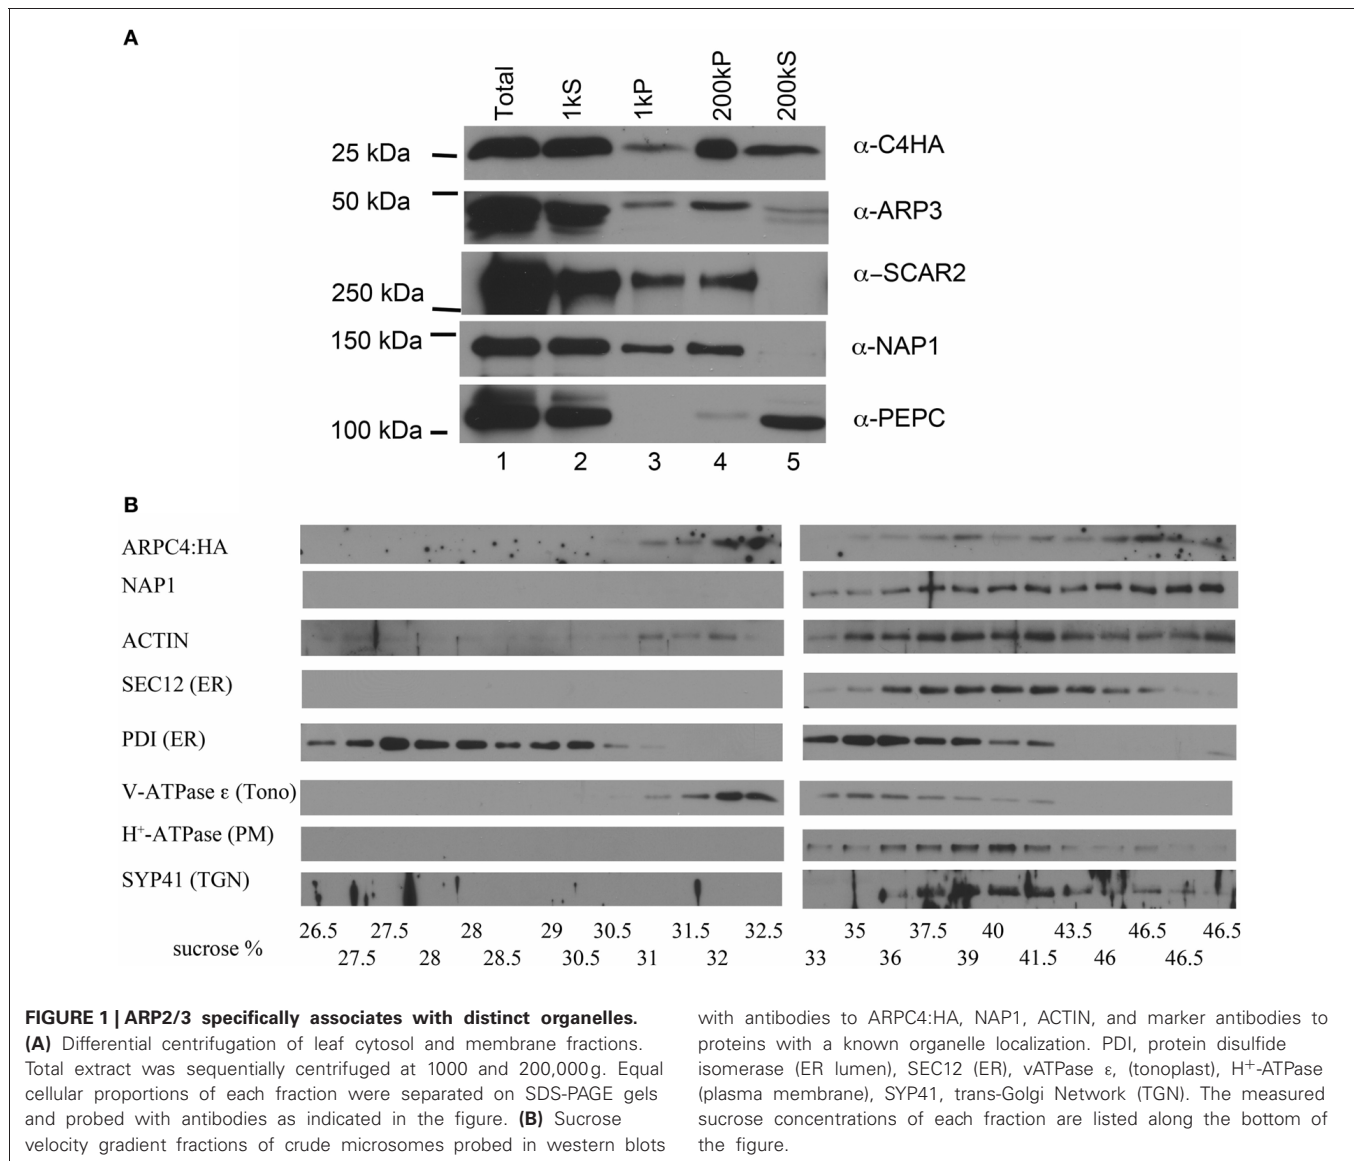 A
Total 1kS 1kP 200kP 200kS
25 kDa α-C4HA
50 kDa α-ARP3
250 kDa α–SCAR2
150 kDa α-NAP1
100 kDa α-PEPC
1 2 3 4 5
B
ARPC4:HA
NAP1
ACTIN
SEC12 (ER)
PDI (ER)
V-ATPase ε (Tono)
H⁺-ATPase (PM)
SYP41 (TGN)
26.5 27.5 28 29 30.5 31.5 32.5 35 37.5 40 43.5 46.5 46.5
sucrose % 27.5 28 28.5 30.5 31 32 33 36 39 41.5 46 46.5
FIGURE 1 | ARP2/3 specifically associates with distinct organelles.
(A) Differential centrifugation of leaf cytosol and membrane fractions.
Total extract was sequentially centrifuged at 1000 and 200,000 g. Equal
cellular proportions of each fraction were separated on SDS-PAGE gels
and probed with antibodies as indicated in the figure. (B) Sucrose
velocity gradient fractions of crude microsomes probed in western blots
with antibodies to ARPC4:HA, NAP1, ACTIN, and marker antibodies to
proteins with a known organelle localization. PDI, protein disulfide
isomerase (ER lumen), SEC12 (ER), vATPase ε, (tonoplast), H⁺-ATPase
(plasma membrane), SYP41, trans-Golgi Network (TGN). The measured
sucrose concentrations of each fraction are listed along the bottom of
the figure.